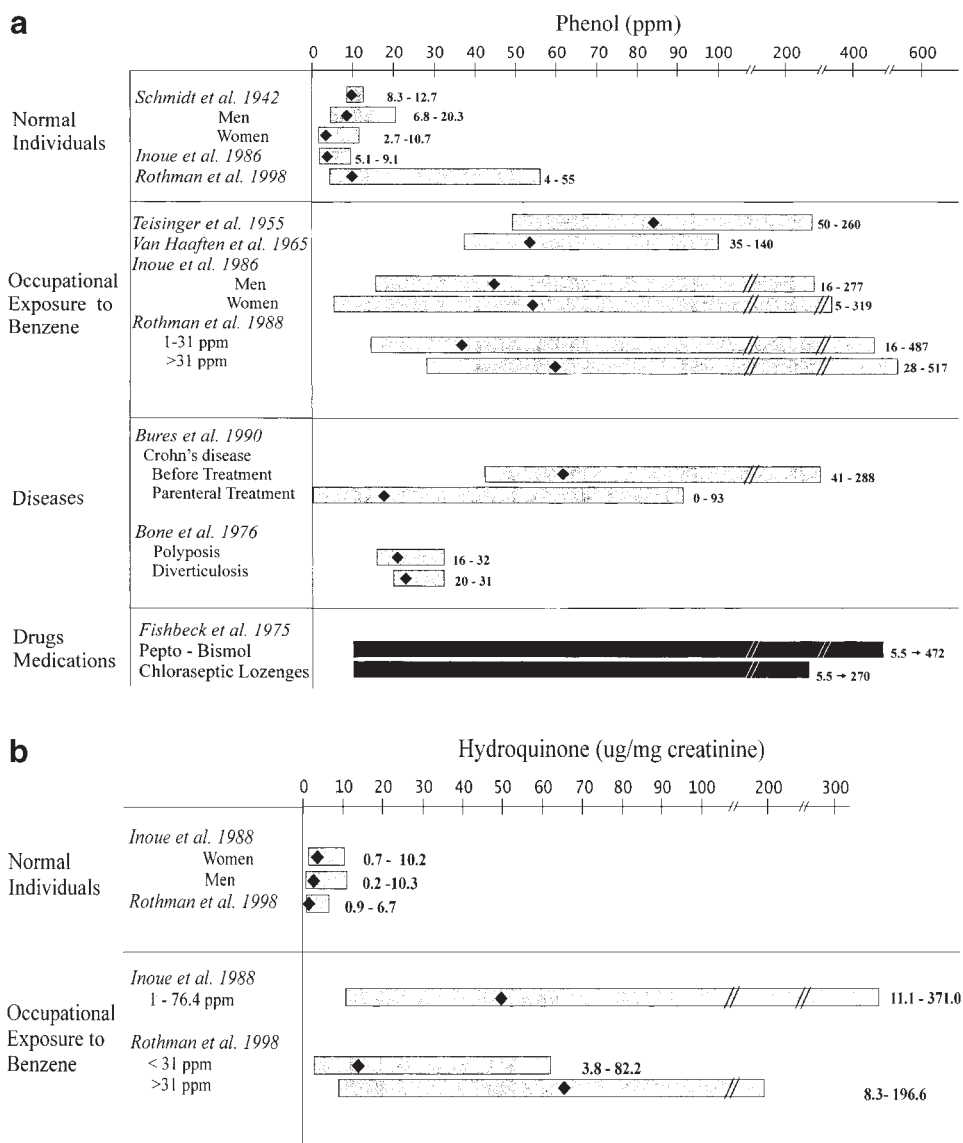 a
Phenol (ppm)
0 10 20 30 40 50 60 70 80 90 100 200 400 600
Normal
Individuals
Schmidt et al. 1942 8.3 - 12.7
Men 6.8 - 20.3
Women 2.7 - 10.7
Inoue et al. 1986 5.1 - 9.1
Rothman et al. 1998 4 - 55
Occupational
Exposure to
Benzene
Teisinger et al. 1955 50 - 260
Van Haaften et al. 1965 35 - 140
Inoue et al. 1986
Men 16 - 277
Women 5 - 319
Rothman et al. 1988
1-31 ppm 16 - 487
>31 ppm 28 - 517
Diseases
Bures et al. 1990
Crohn's disease
Before Treatment 41 - 288
Parenteral Treatment 0 - 93
Bone et al. 1976
Polyposis 16 - 32
Diverticulosis 20 - 31
Drugs
Medications
Fishbeck et al. 1975
Pepto - Bismol 5.5 → 472
Chloraseptic Lozenges 5.5 → 270
b
Hydroquinone (ug/mg creatinine)
0 10 20 30 40 50 60 70 80 90 100 200 300
Normal
Individuals
Inoue et al. 1988
Women 0.7 - 10.2
Men 0.2 -10.3
Rothman et al. 1998 0.9 - 6.7
Occupational
Exposure to
Benzene
Inoue et al. 1988
1 - 76.4 ppm 11.1 - 371.0
Rothman et al. 1998
< 31 ppm 3.8 - 82.2
>31 ppm 8.3- 196.6